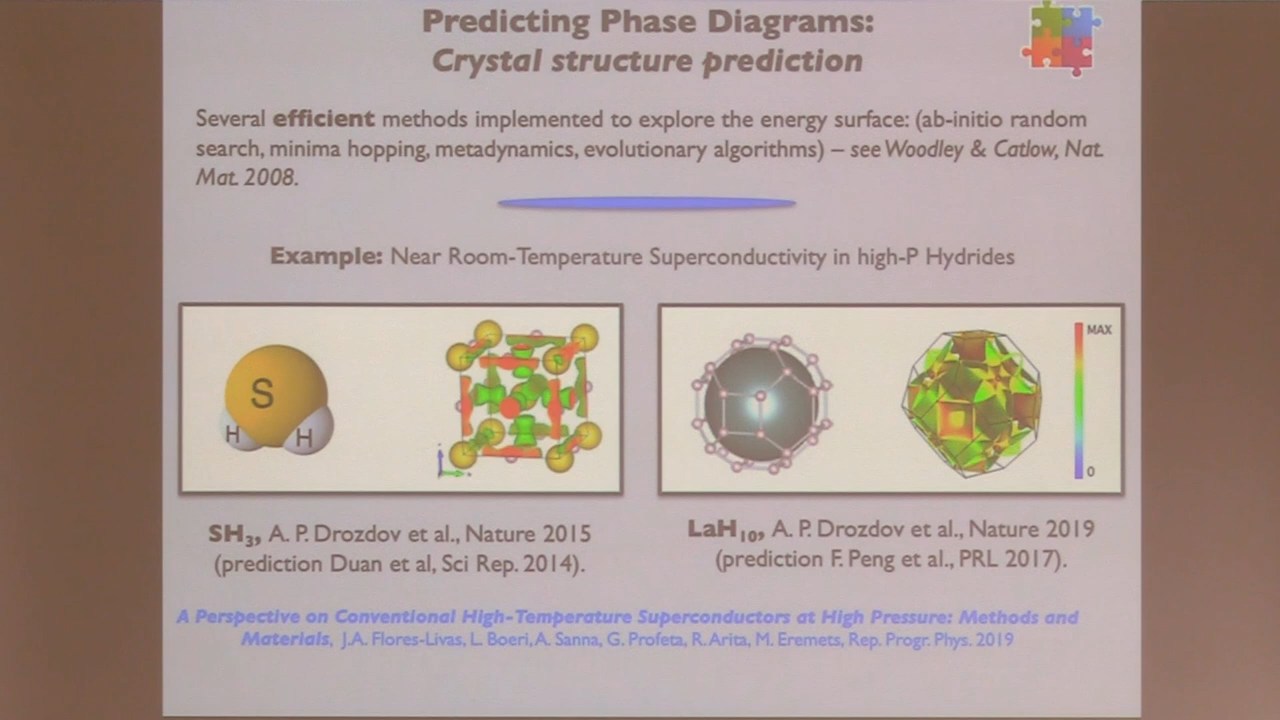 Predicting Phase Diagrams:
Crystal structure prediction
Several efficient methods implemented to explore the energy surface: (ab-initio random
search, minima hopping, metadynamics, evolutionary algorithms) – see Woodley & Catlow, Nat.
Mat. 2008.
Example: Near Room-Temperature Superconductivity in high-P Hydrides
S
H H
MAX
0
SH3, A. P. Drozdov et al., Nature 2015
(prediction Duan et al, Sci Rep. 2014).
LaH10, A. P. Drozdov et al., Nature 2019
(prediction F. Peng et al., PRL 2017).
A Perspective on Conventional High-Temperature Superconductors at High Pressure: Methods and
Materials, J.A. Flores-Livas, L. Boeri, A. Sanna, G. Profeta, R. Arita, M. Eremets, Rep. Progr. Phys. 2019